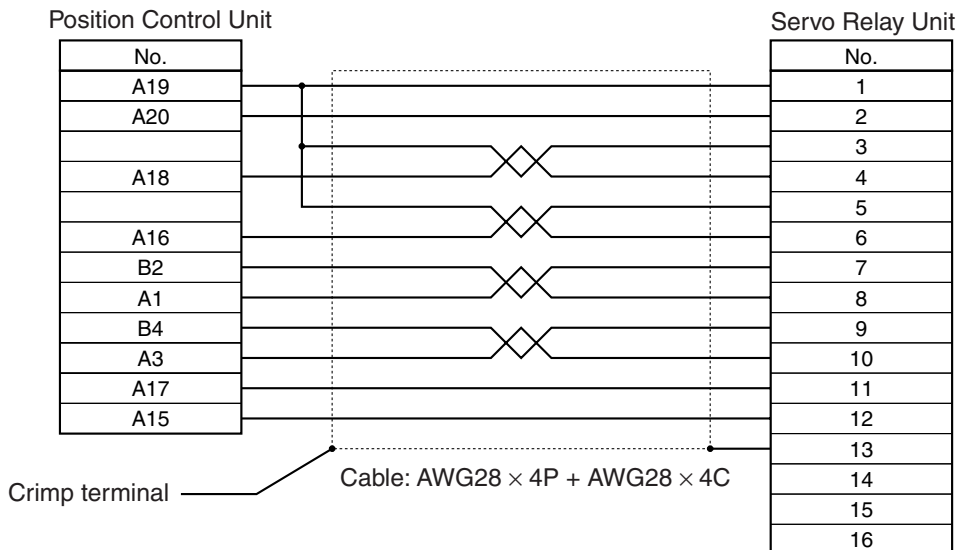 Position Control Unit
No.
A19
A20
A18
A16
B2
A1
B4
A3
A17
A15
Servo Relay Unit
No.
1
2
3
4
5
6
7
8
9
10
11
12
13
14
15
16
Crimp terminal
Cable: AWG28 × 4P + AWG28 × 4C